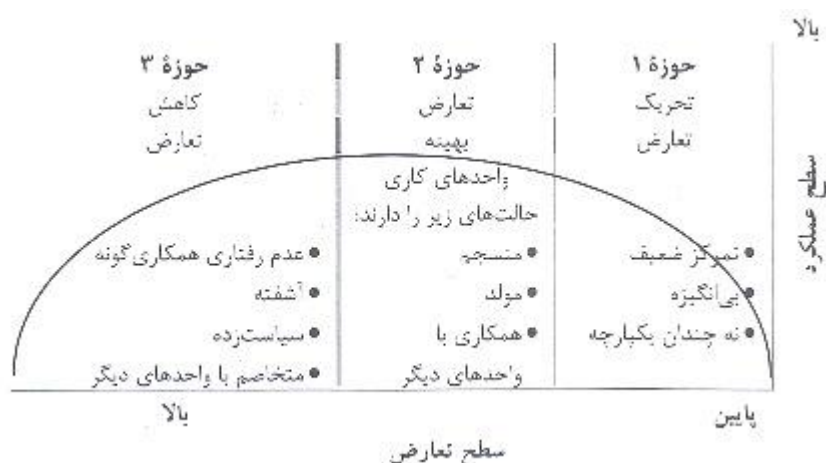 بالا
حوزهٔ ۱
تحریک
تعارض
حوزهٔ ۲
تعارض
بهینه
واحدهای کاری
حالت‌های زیر را دارند:
حوزهٔ ۳
کاهش
تعارض
سطح عملکرد
• تمرکز ضعیف
• بی‌انگیزه
• نه چندان یکپارچه
• منسجم
• مولد
• همکاری با
واحدهای دیگر
• عدم رفتاری همکاری‌گونه
• آشفته
• سیاست‌زده
• متخاصم با واحدهای دیگر
پایین
بالا
سطح تعارض